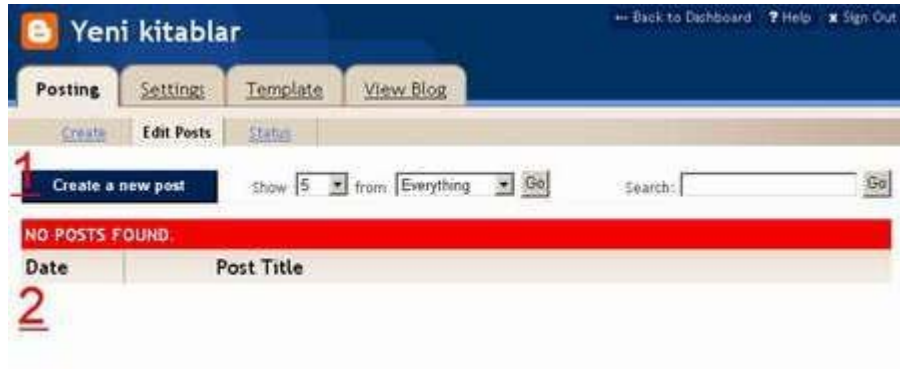 Yeni kitablar
Back to Dashboard ? Help x Sign Out
Posting Settings Template View Blog
Create Edit Posts Status
1
Create a new post Show 5 from Everything Go Search: Go
NO POSTS FOUND.
Date Post Title
2